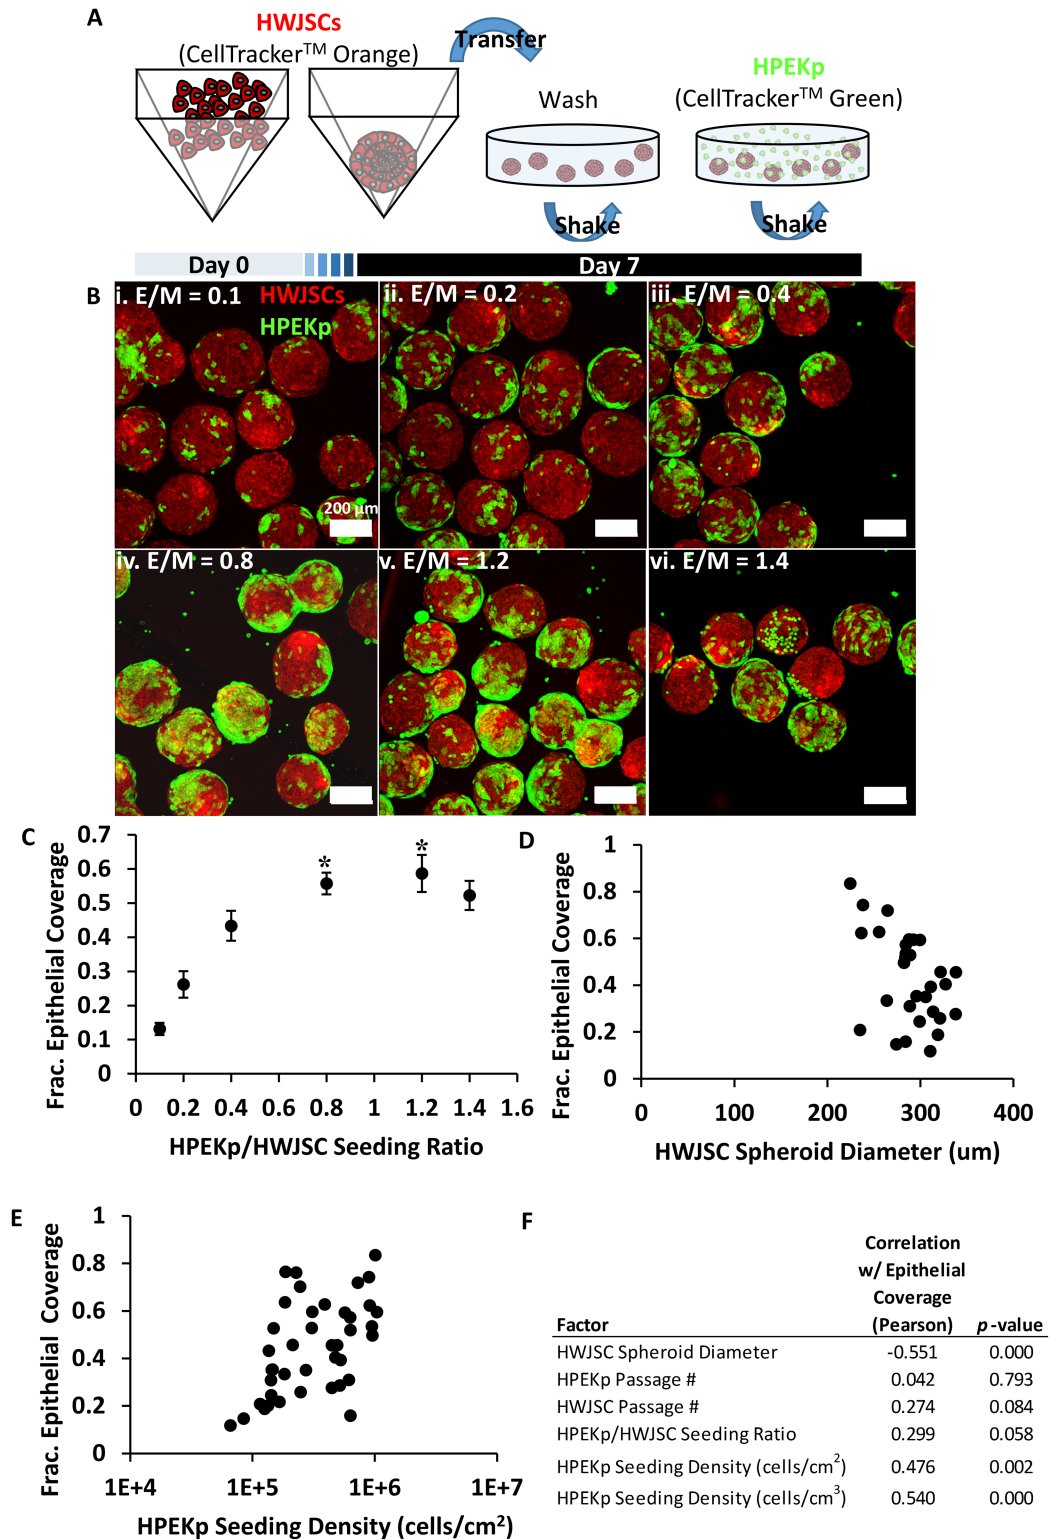 A
HWJSCs
(CellTracker™ Orange)
Transfer
HPEKp
(CellTracker™ Green)
Wash
Shake
Shake
Day 0
Day 7
B
i. E/M = 0.1
HWJSCs
HPEKp
ii. E/M = 0.2
iii. E/M = 0.4
200 µm
iv. E/M = 0.8
v. E/M = 1.2
vi. E/M = 1.4
C
Frac. Epithelial Coverage
0.7
0.6
0.5
0.4
0.3
0.2
0.1
0
* *
0 0.2 0.4 0.6 0.8 1 1.2 1.4 1.6
HPEKp/HWJSC Seeding Ratio
D
Frac. Epithelial Coverage
1
0.8
0.6
0.4
0.2
0
0 100 200 300 400
HWJSC Spheroid Diameter (um)
E
Frac. Epithelial Coverage
1
0.8
0.6
0.4
0.2
0
1E+4 1E+5 1E+6 1E+7
HPEKp Seeding Density (cells/cm²)
F
Correlation
w/ Epithelial
Coverage
Factor (Pearson) p-value
HWJSC Spheroid Diameter -0.551 0.000
HPEKp Passage # 0.042 0.793
HWJSC Passage # 0.274 0.084
HPEKp/HWJSC Seeding Ratio 0.299 0.058
HPEKp Seeding Density (cells/cm²) 0.476 0.002
HPEKp Seeding Density (cells/cm³) 0.540 0.000